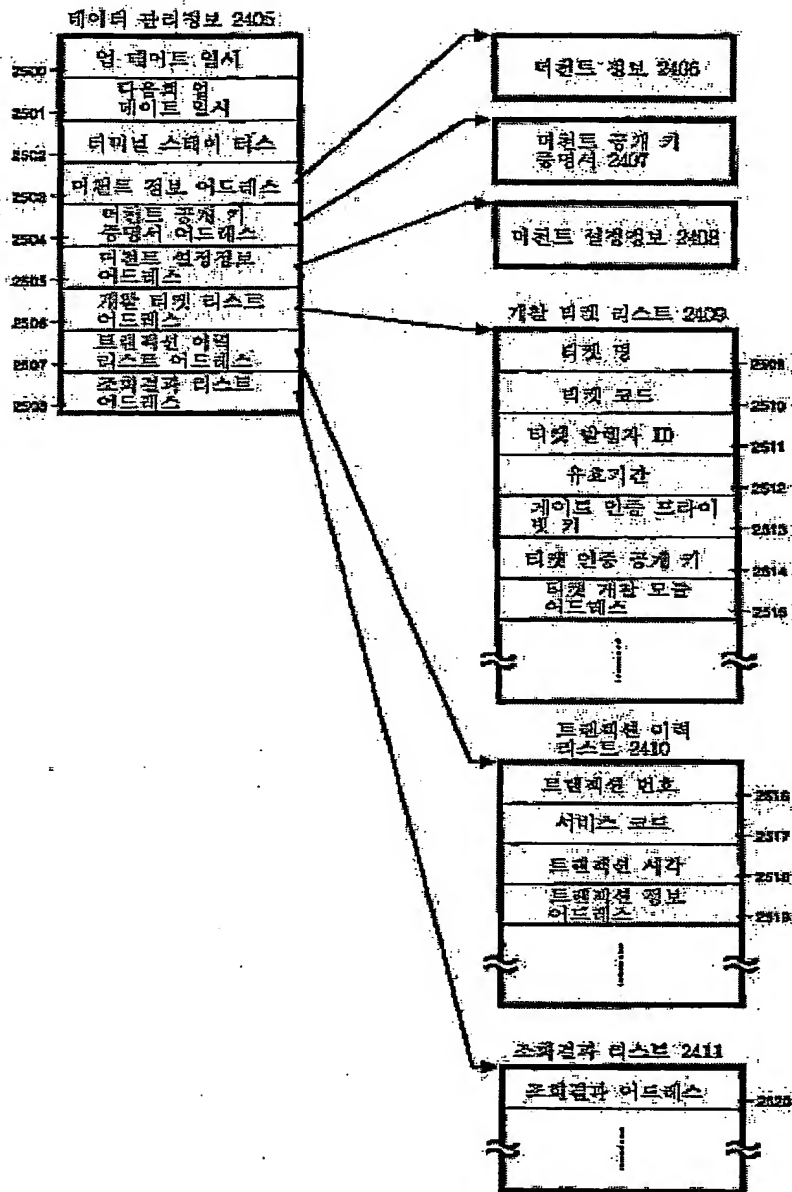 데이터 관리정보 2405
업 데이트 일시
2500
다음회 업
데이트 일시
2501
터미널 스테이 터스
2502
머천트 정보 어드레스
2503
머천트 공개 키
증명서 어드레스
2504
머천트 설정정보
어드레스
2505
개찰 티켓 리스트
어드레스
2506
트랜잭션 이력
리스트 어드레스
2507
조회결과 리스트
어드레스
2508
머천트 정보 2406
머천트 공개 키
증명서 2407
머천트 설정정보 2408
개찰 티켓 리스트 2409
티켓 명
2509
티켓 코드
2510
티켓 발행자 ID
2511
유효기간
2512
게이트 인증 프라이
빗 키
2513
티켓 인증 공개 키
2514
티켓 개찰 모듈
어드레스
2515
트랜잭션 이력
리스트 2410
트랜잭션 번호
2516
서비스 코드
2517
트랜잭션 시각
2518
트랜잭션 정보
어드레스
2519
조회결과 리스트 2411
조회결과 어드레스
2520